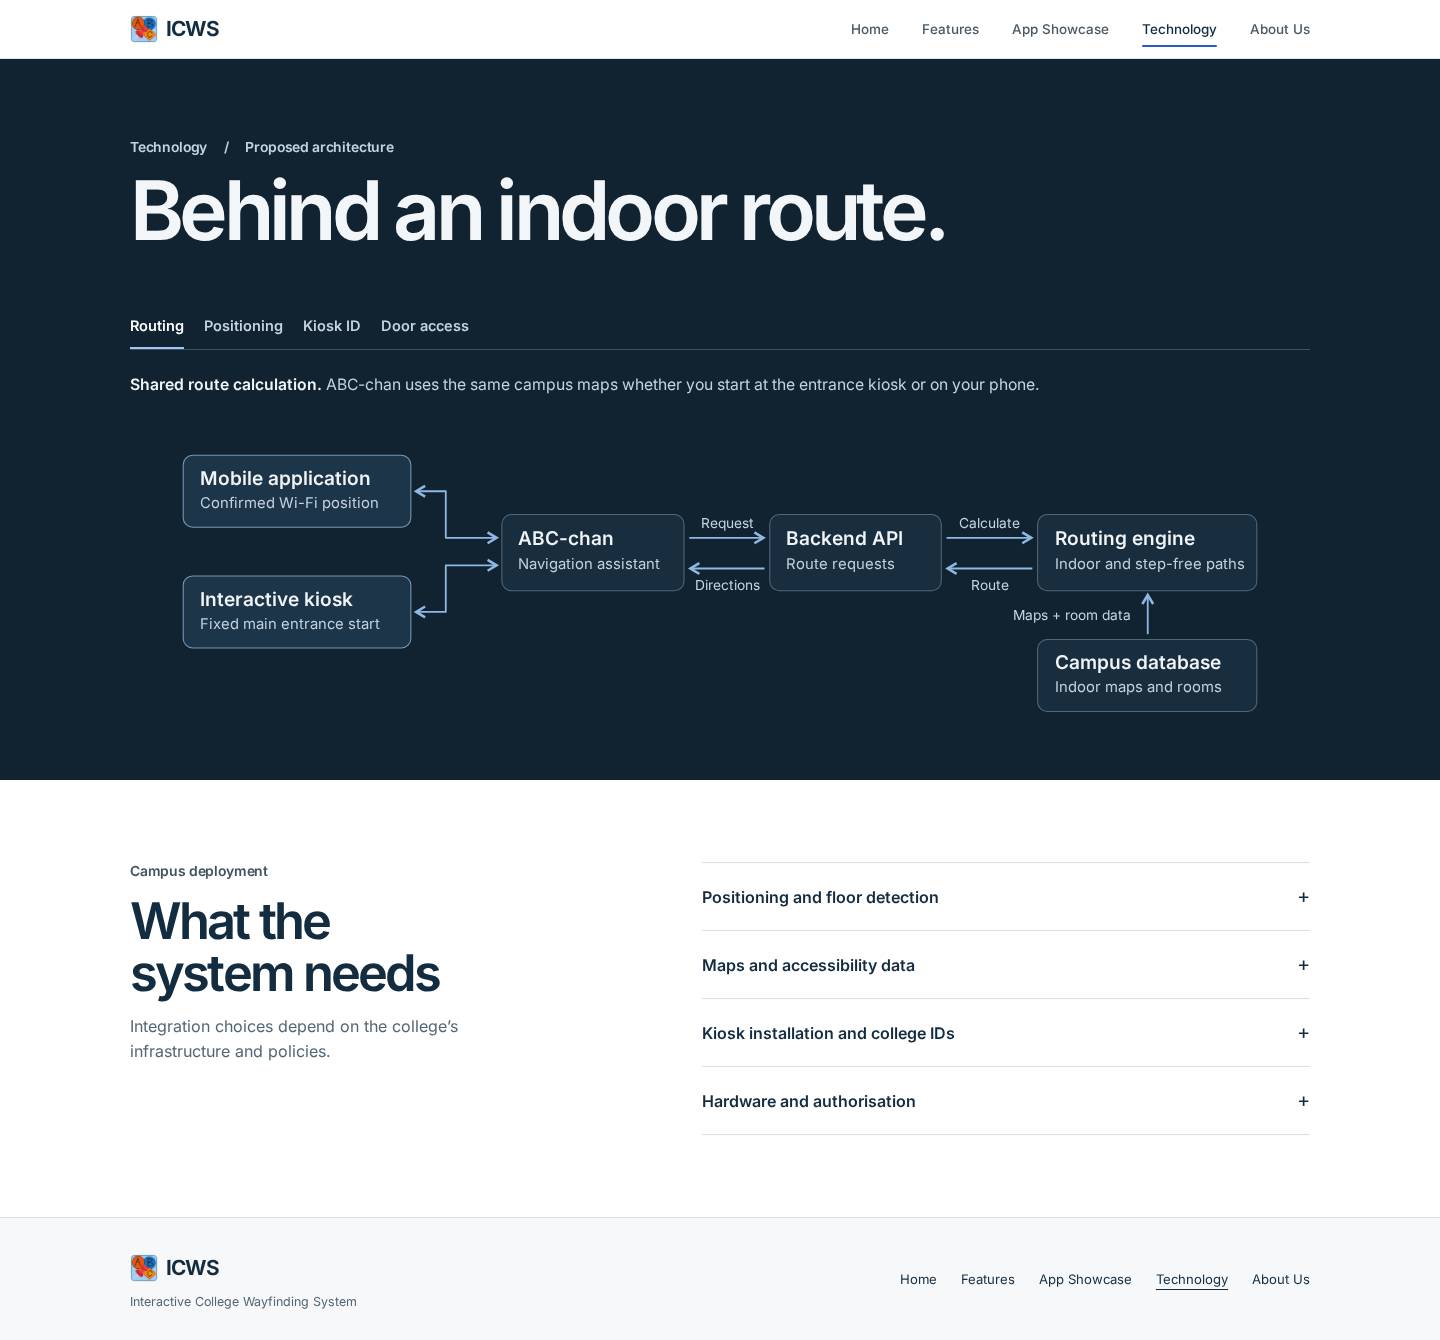 ICWS
Home Features App Showcase Technology About Us
Technology / Proposed architecture
Behind an indoor route.
Routing Positioning Kiosk ID Door access
Shared route calculation. ABC-chan uses the same campus maps whether you start at the entrance kiosk or on your phone.
Mobile application
Confirmed Wi-Fi position
Interactive kiosk
Fixed main entrance start
ABC-chan
Navigation assistant
Request
Directions
Backend API
Route requests
Calculate
Route
Routing engine
Indoor and step-free paths
Maps + room data
Campus database
Indoor maps and rooms
Campus deployment
What the
system needs
Integration choices depend on the college’s
infrastructure and policies.
Positioning and floor detection +
Maps and accessibility data +
Kiosk installation and college IDs +
Hardware and authorisation +
ICWS
Interactive College Wayfinding System
Home Features App Showcase Technology About Us